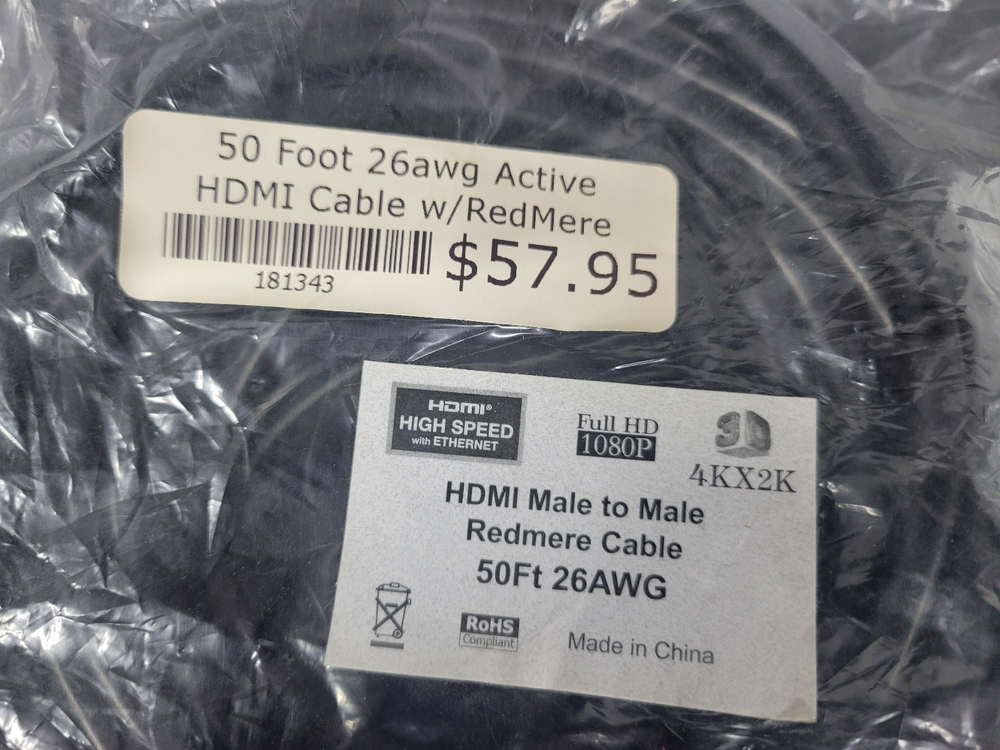 50 Foot 26awg Active
HDMI Cable w/RedMere
$57.95
181343
HDMI®
HIGH SPEED
with ETHERNET
Full HD
1080P
3D
4KX2K
HDMI Male to Male
Redmere Cable
50Ft 26AWG
RoHS
Compliant
Made in China